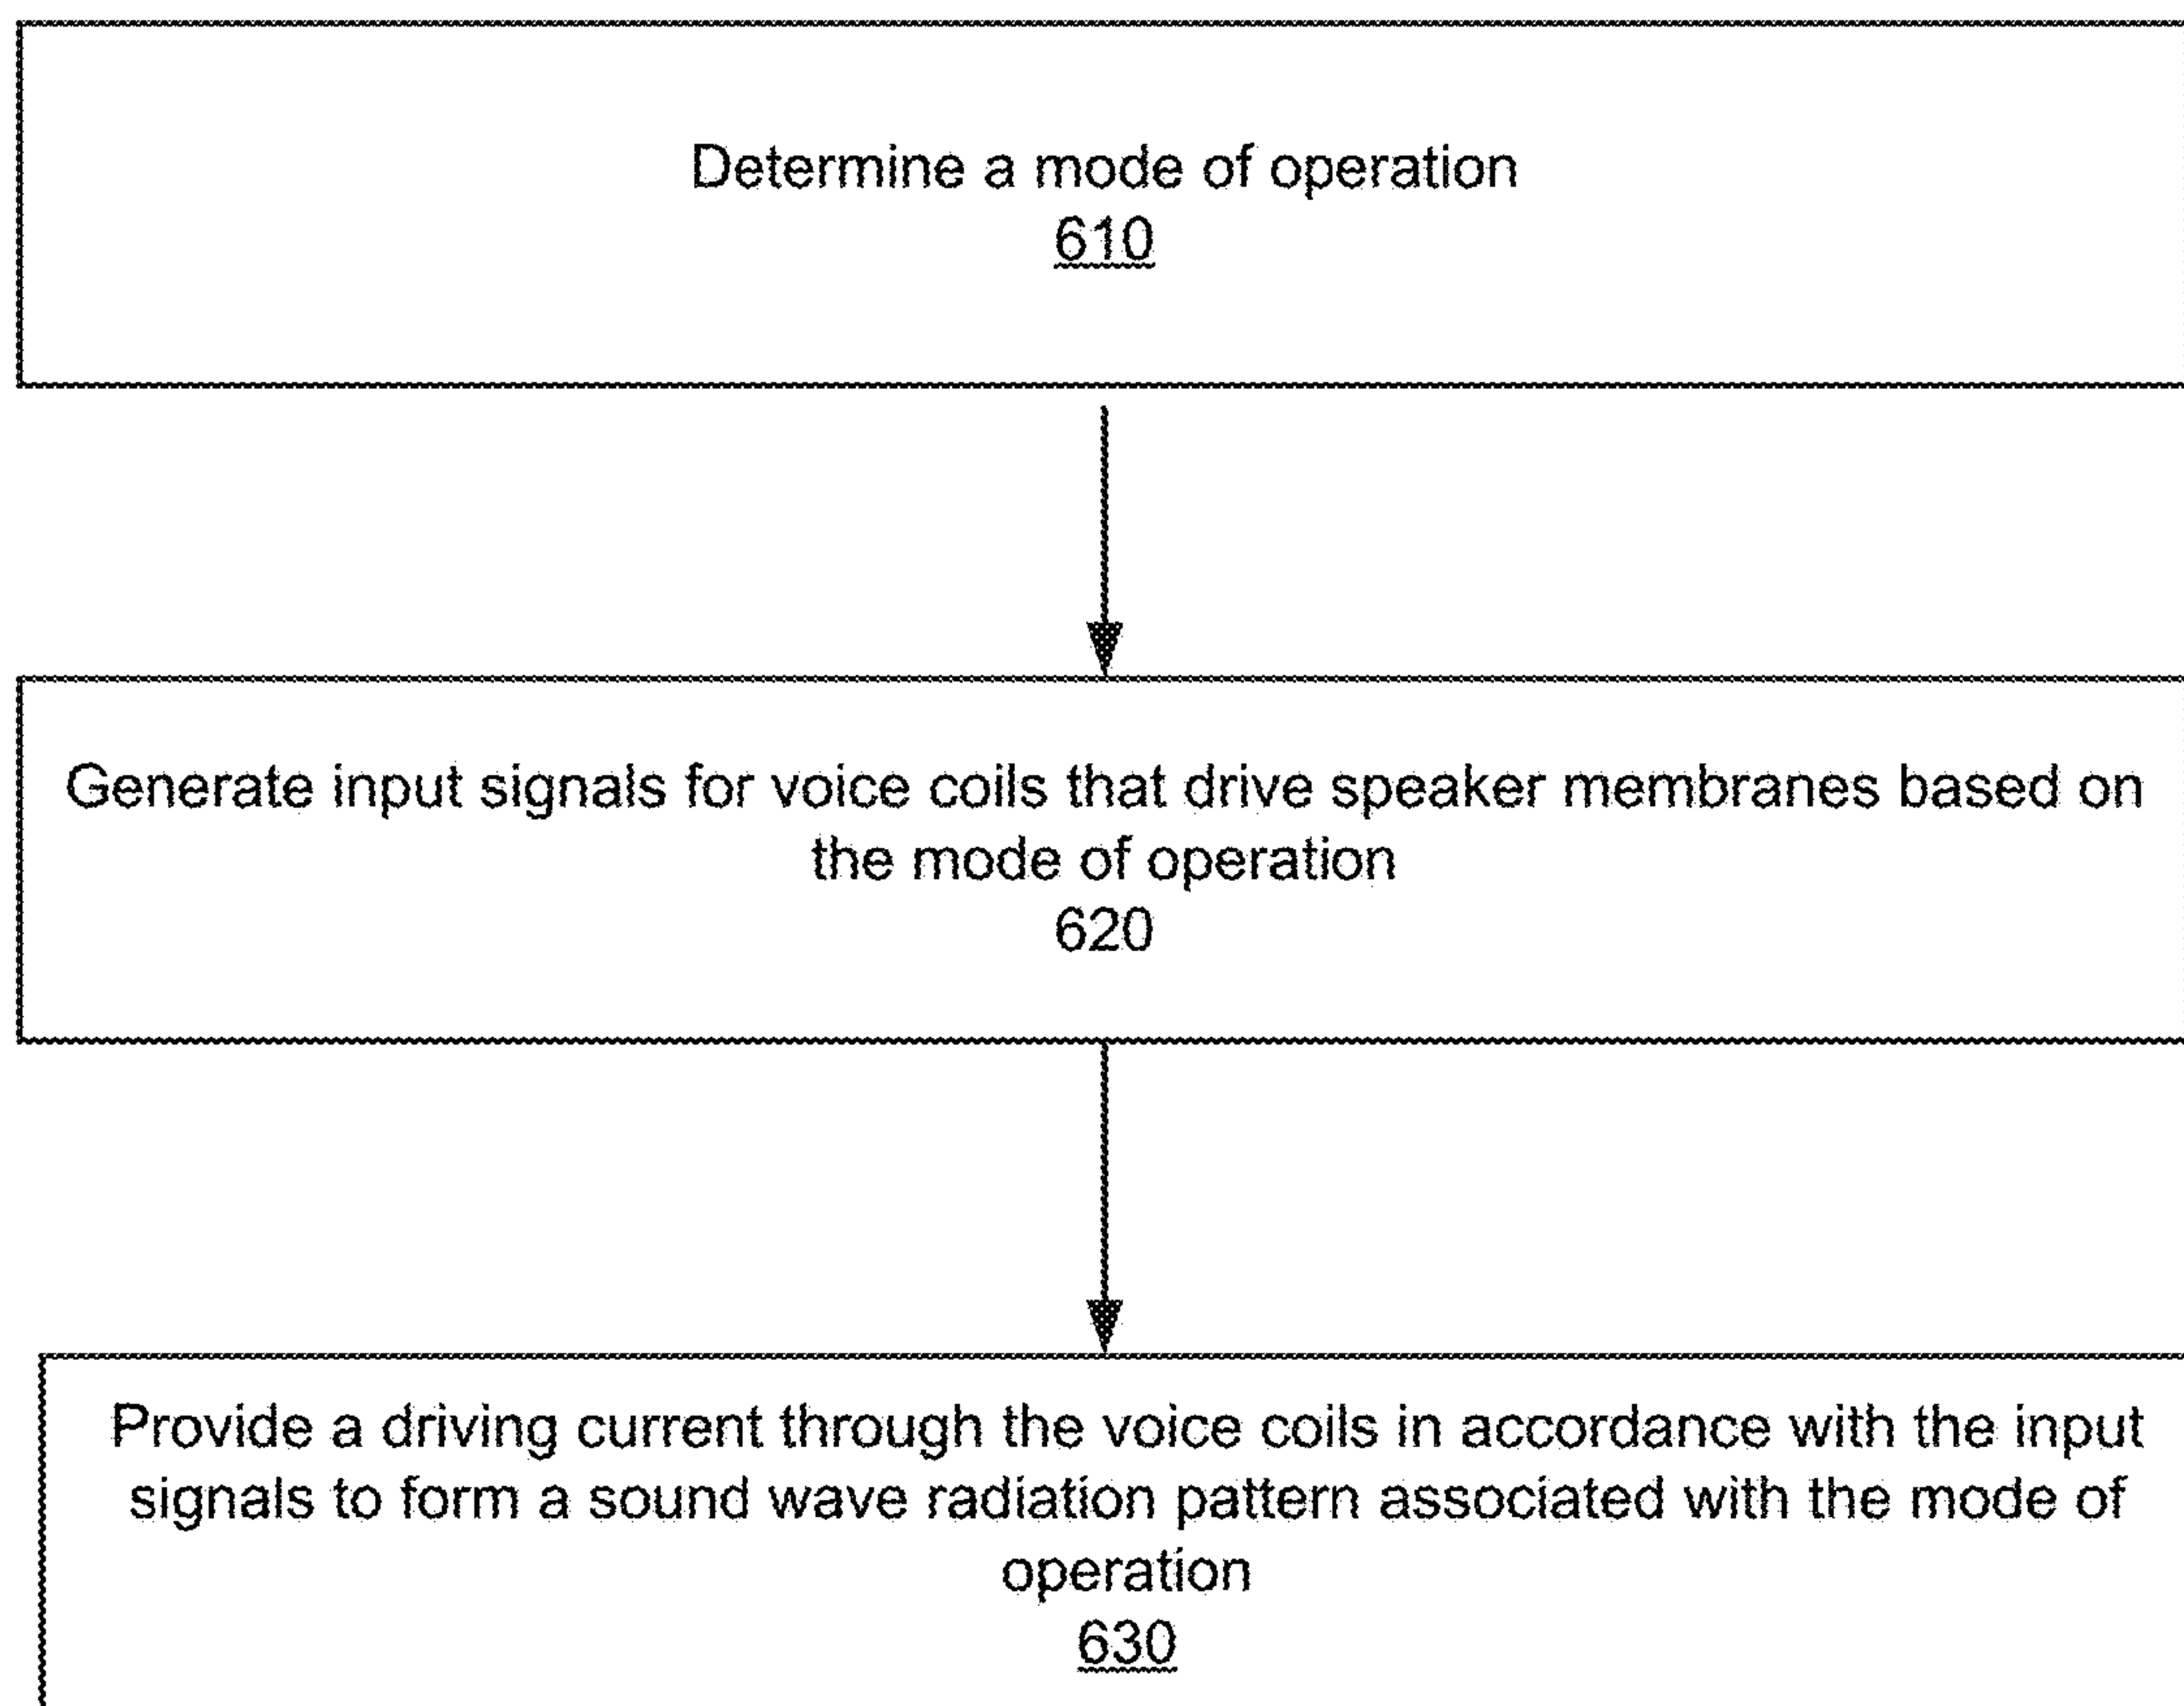 Determine a mode of operation
610
Generate input signals for voice coils that drive speaker membranes based on
the mode of operation
620
Provide a driving current through the voice coils in accordance with the input
signals to form a sound wave radiation pattern associated with the mode of
operation
630